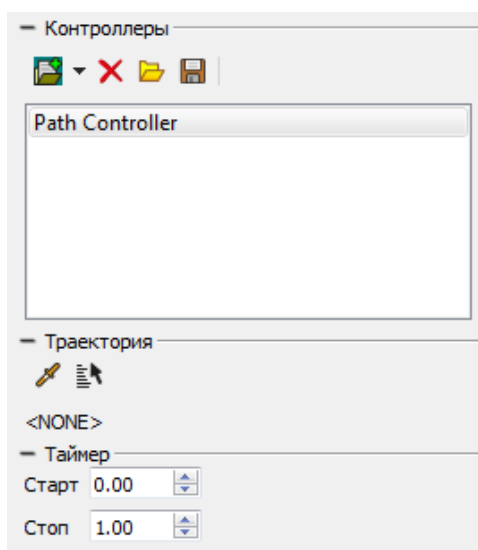 Контроллеры
Path Controller
Траектория
<NONE>
Таймер
Старт 0.00
Стоп 1.00